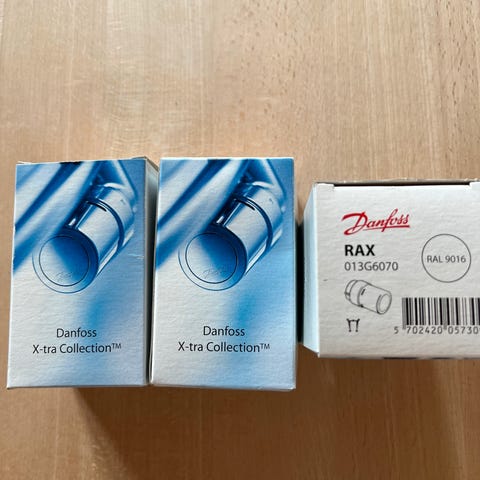 Danfoss
X-tra Collection™
Danfoss
X-tra Collection™
Danfoss
RAX
013G6070
RAL 9016
5 702420 05730